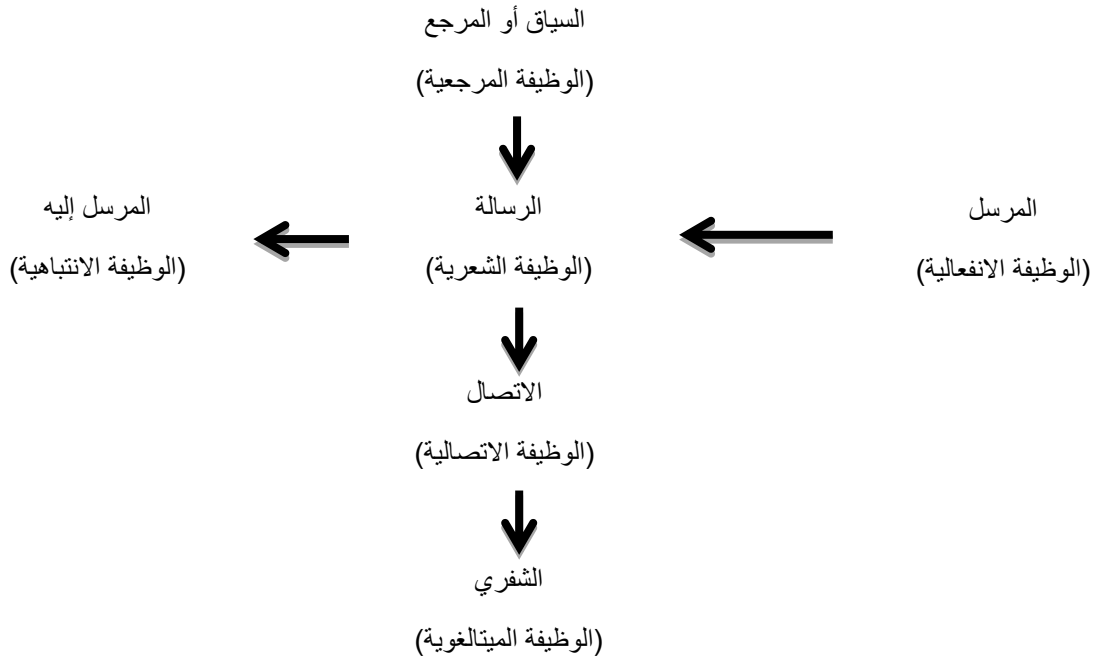 السياق أو المرجع
(الوظيفة المرجعية)
المرسل
(الوظيفة الانفعالية)
الرسالة
(الوظيفة الشعرية)
المرسل إليه
(الوظيفة الانتباهية)
الاتصال
(الوظيفة الاتصالية)
الشفري
(الوظيفة الميتالغوية)